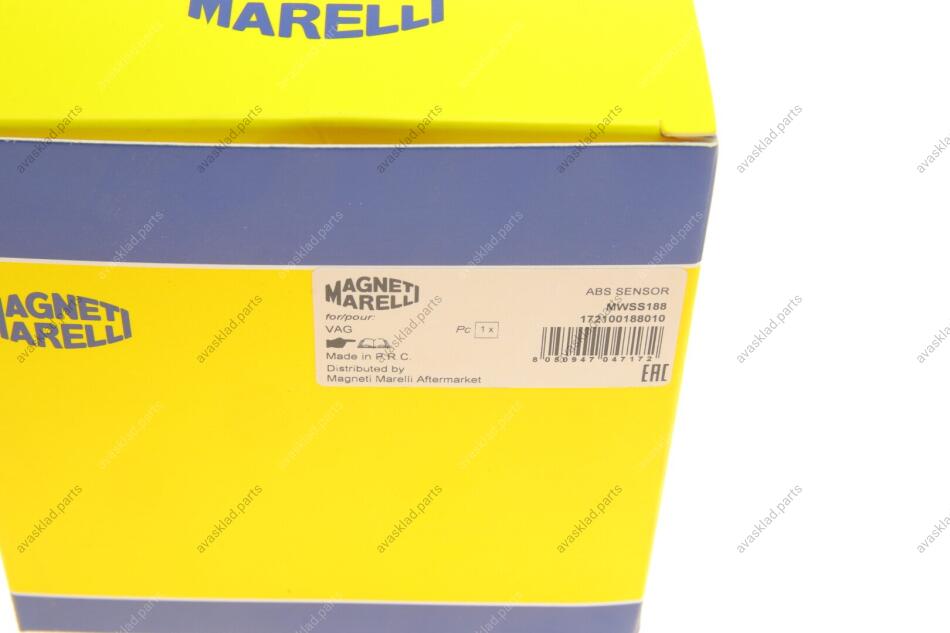 MARELLI
MAGNETI
MARELLI
MAGNETI
MARELLI
for/pour:
VAG
Made in P.R.C.
Distributed by
Magneti Marelli Aftermarket
Pc 1 x
ABS SENSOR
MWSS188
172100188010
8 050947 047172
EAC
avasklad.parts